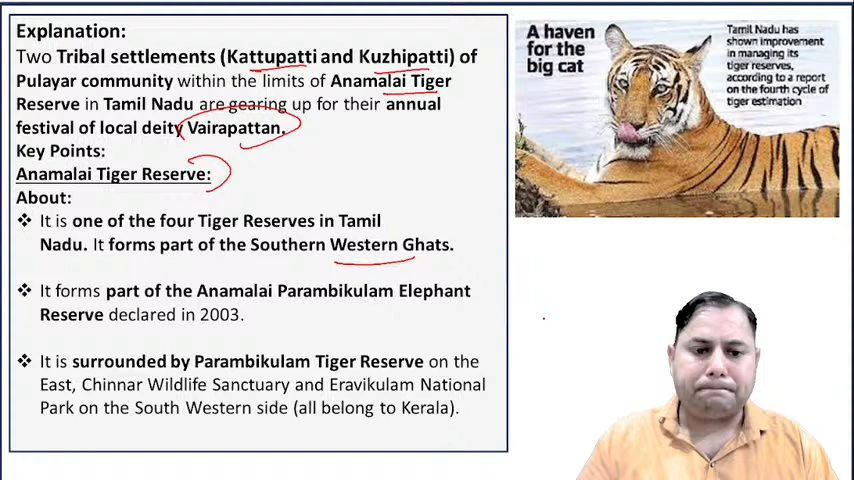 Explanation:
Two Tribal settlements (Kattupatti and Kuzhipatti) of
Pulayar community within the limits of Anamalai Tiger
Reserve in Tamil Nadu are gearing up for their annual
festival of local deity Vairapattan.
Key Points:
Anamalai Tiger Reserve:
About:
❖ It is one of the four Tiger Reserves in Tamil
Nadu. It forms part of the Southern Western Ghats.
❖ It forms part of the Anamalai Parambikulam Elephant
Reserve declared in 2003.
❖ It is surrounded by Parambikulam Tiger Reserve on the
East, Chinnar Wildlife Sanctuary and Eravikulam National
Park on the South Western side (all belong to Kerala).
A haven
for the
big cat
Tamil Nadu has
shown improvement
in managing its
tiger reserves,
according to a report
on the fourth cycle of
tiger estimation